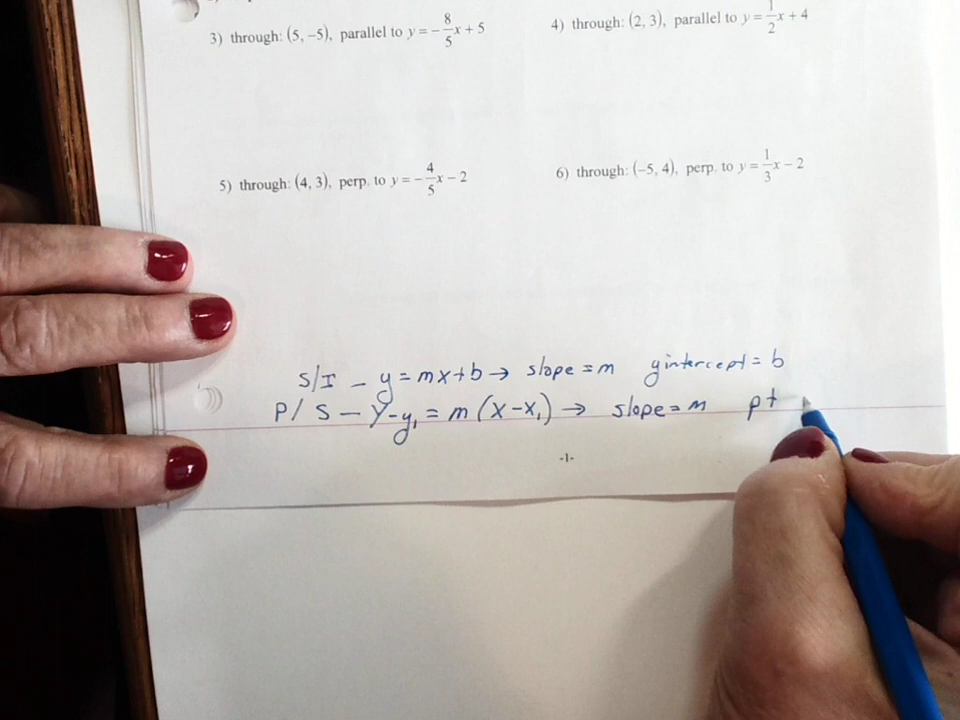 3) through: (5, −5), parallel to y = −8/5x + 5
4) through: (2, 3), parallel to y = 1/2x + 4
5) through: (4, 3), perp. to y = −4/5x − 2
6) through: (−5, 4), perp. to y = 1/3x − 2
S/I – y = mx+b → slope = m y intercept = b
P/S – y-y₁ = m(x-x₁) → slope = m pt
-1-